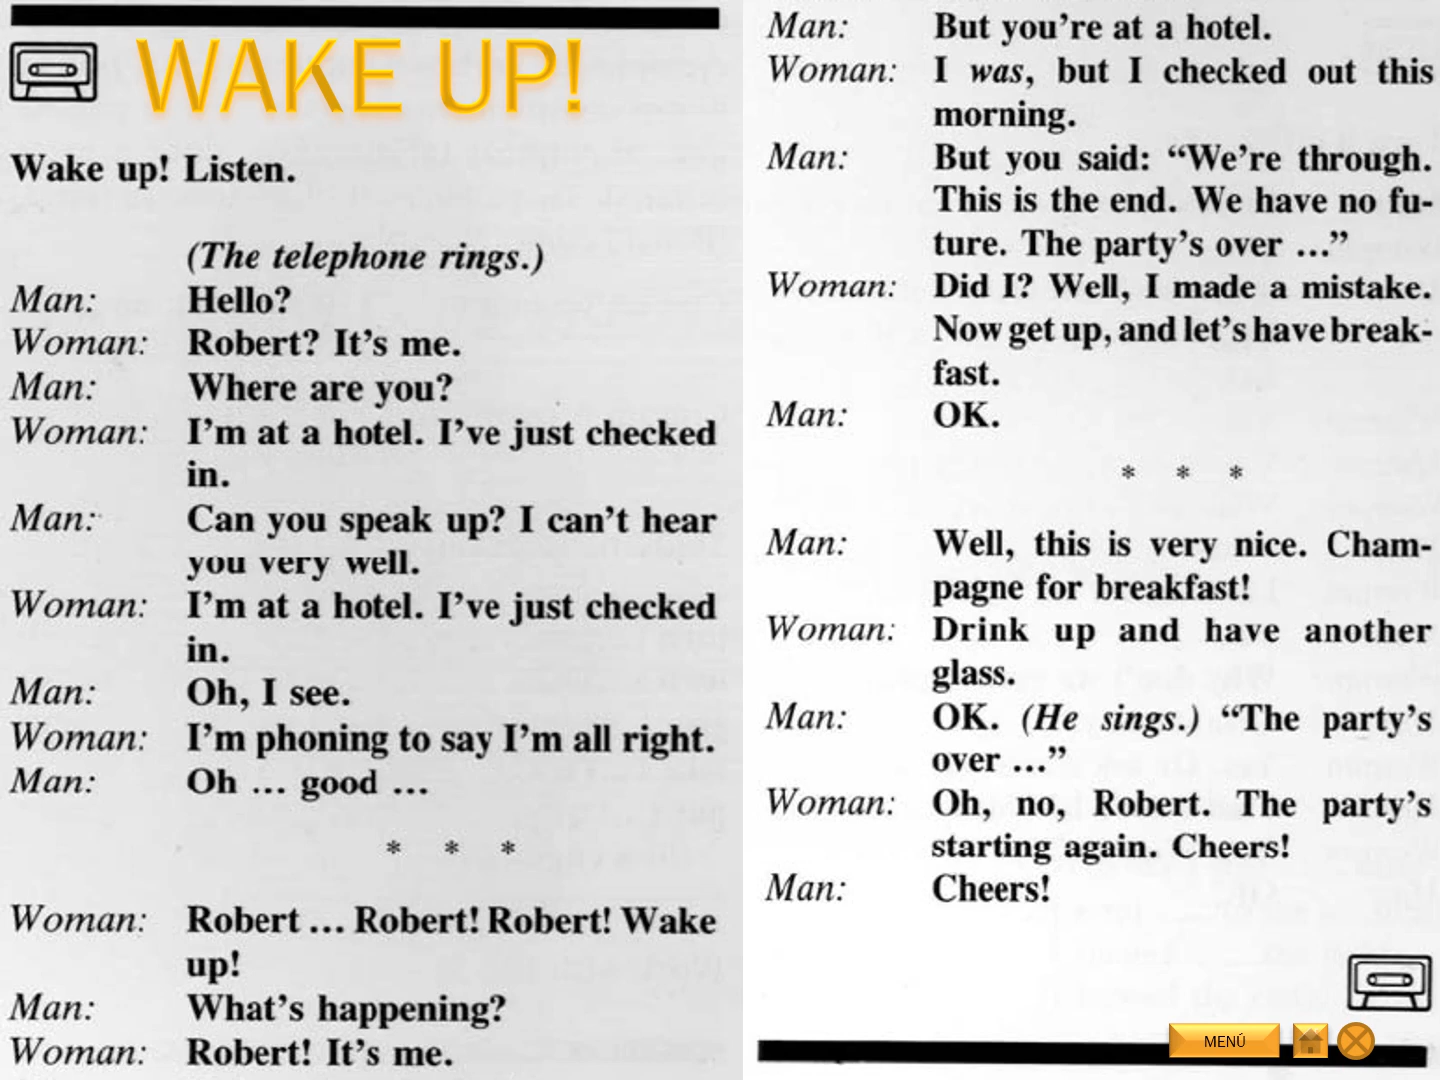 WAKE UP!
Wake up! Listen.
(The telephone rings.)
Man: Hello?
Woman: Robert? It's me.
Man: Where are you?
Woman: I'm at a hotel. I've just checked
in.
Man: Can you speak up? I can't hear
you very well.
Woman: I'm at a hotel. I've just checked
in.
Man: Oh, I see.
Woman: I'm phoning to say I'm all right.
Man: Oh ... good ...
* * *
Woman: Robert ... Robert! Robert! Wake
up!
Man: What's happening?
Woman: Robert! It's me.
Man: But you're at a hotel.
Woman: I was, but I checked out this
morning.
Man: But you said: “We're through.
This is the end. We have no fu-
ture. The party's over ...”
Woman: Did I? Well, I made a mistake.
Now get up, and let's have break-
fast.
Man: OK.
* * *
Man: Well, this is very nice. Cham-
pagne for breakfast!
Woman: Drink up and have another
glass.
Man: OK. (He sings.) “The party's
over ...”
Woman: Oh, no, Robert. The party's
starting again. Cheers!
Man: Cheers!
MENÚ